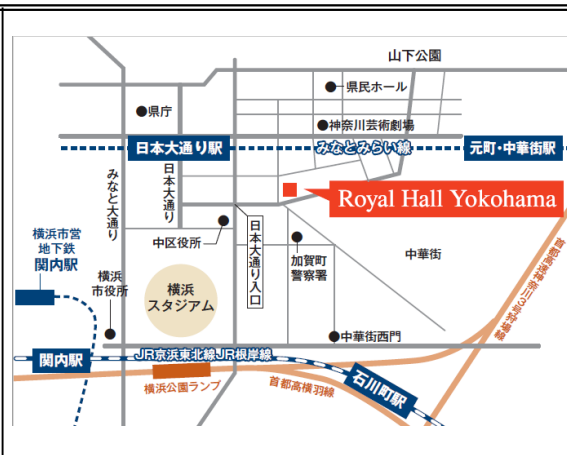 山下公園
県民ホール
県庁
神奈川芸術劇場
日本大通り駅
みなとみらい線
元町・中華街駅
みなと大通り
日本大通り
Royal Hall Yokohama
横浜市営
地下鉄
関内駅
中区役所
日本大通り入口
加賀町
警察署
中華街
首都高速神奈川3号狩場線
横浜
市役所
横浜
スタジアム
中華街西門
関内駅
JR京浜東北線JR根岸線
横浜公園ランプ
首都高横羽線
石川町駅